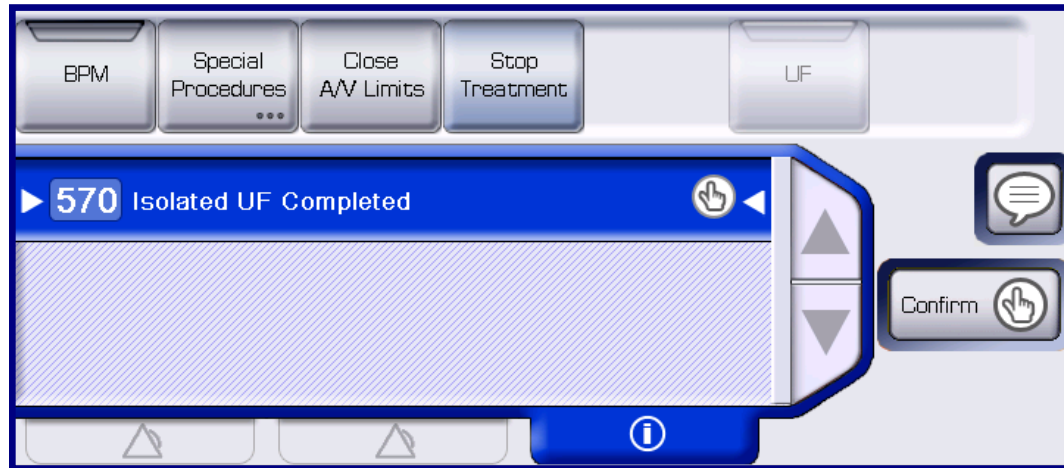 BPM
Special
Procedures
Close
A/V Limits
Stop
Treatment
UF
570 Isolated UF Completed
Confirm